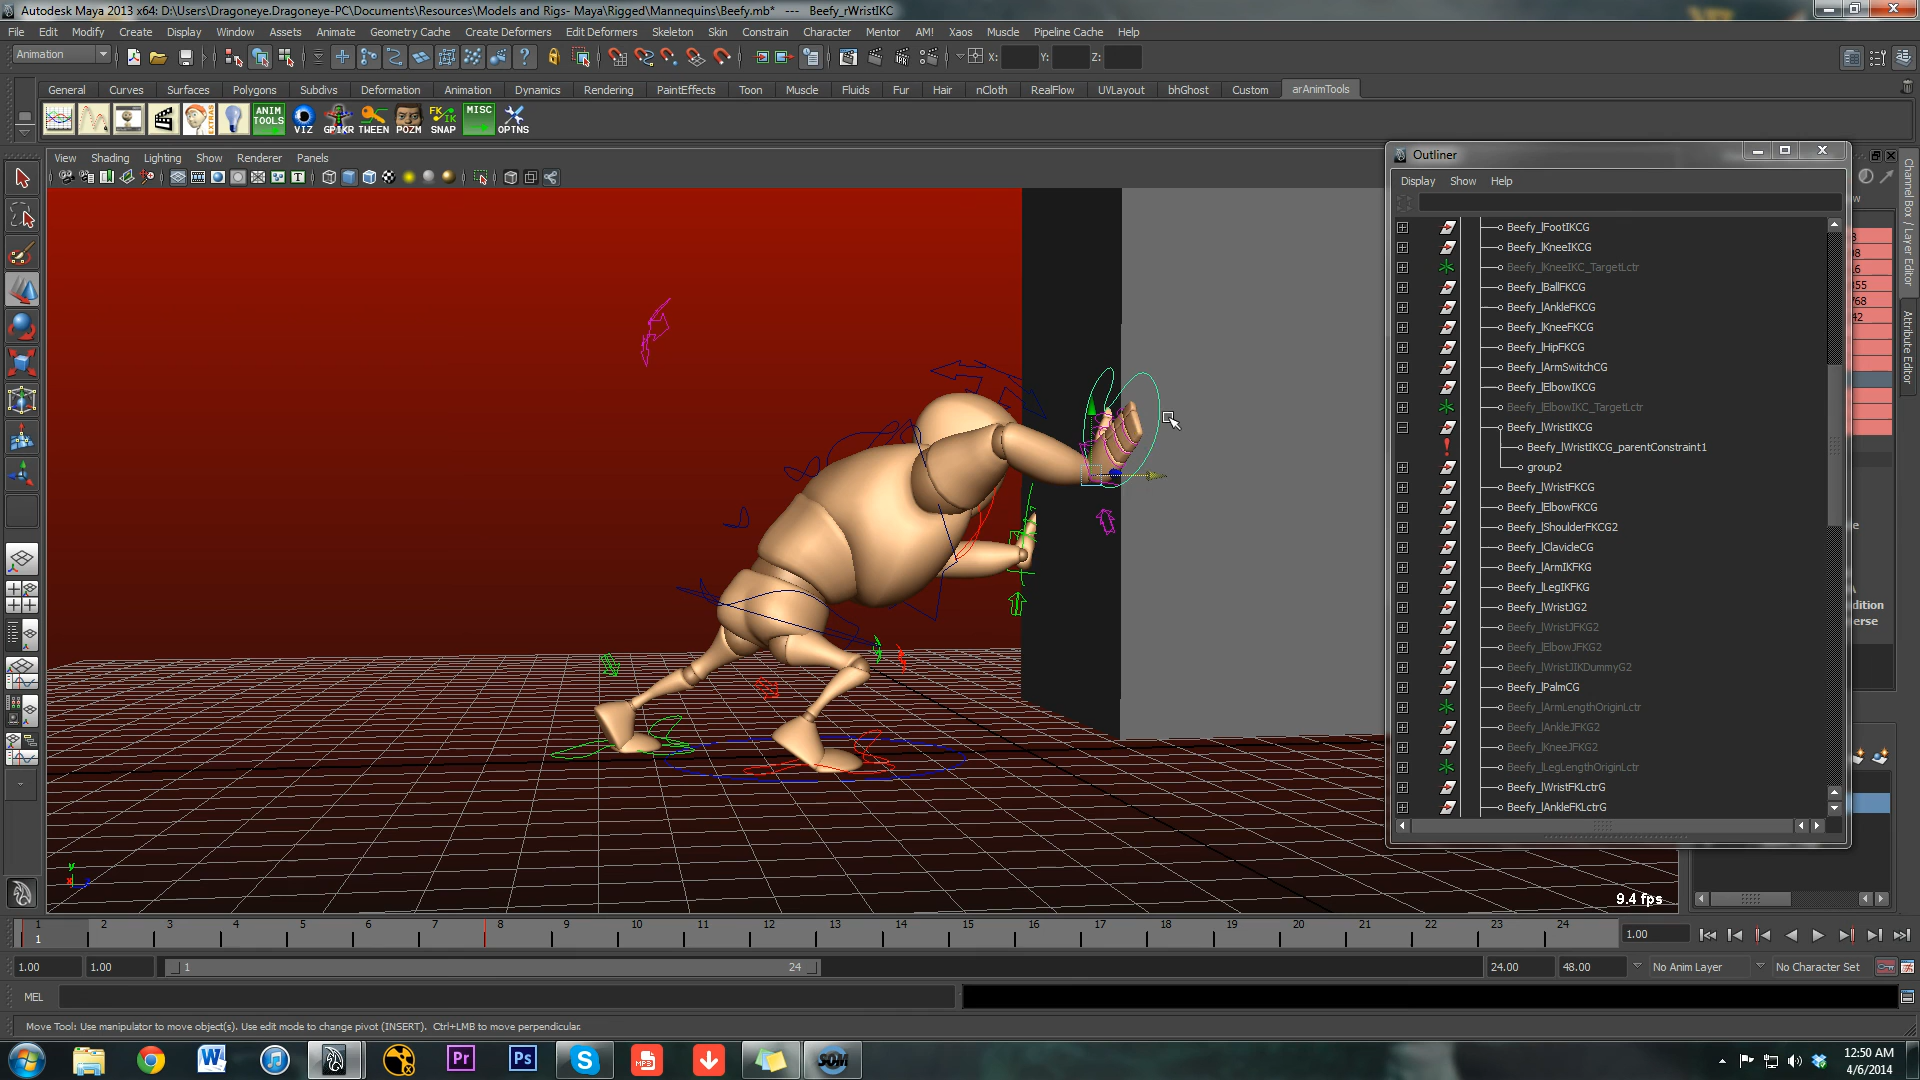 Autodesk Maya 2013 x64: D:\Users\Dragoneye.Dragoneye-PC\Documents\Resources\Models and Rigs- Maya\Rigged\Mannequins\Beefy.mb* --- Beefy_rWristIKC
File Edit Modify Create Display Window Assets Animate Geometry Cache Create Deformers Edit Deformers Skeleton Skin Constrain Character Mentor AM! Xaos Muscle Pipeline Cache Help
Animation X: Y: Z:
General Curves Surfaces Polygons Subdivs Deformation Animation Dynamics Rendering PaintEffects Toon Muscle Fluids Fur Hair nCloth RealFlow UVLayout bhGhost Custom arAnimTools
EXTRAS ANIM TOOLS VIZ GPIKR TWEEN POZM FK/IK SNAP MISC OPTNS
View Shading Lighting Show Renderer Panels
Outliner
Display Show Help
Beefy_lFootIKCG
Beefy_lKneeIKCG
Beefy_lKneeIKC_TargetLctr
Beefy_lBallFKCG
Beefy_lAnkleFKCG
Beefy_lKneeFKCG
Beefy_lHipFKCG
Beefy_lArmSwitchCG
Beefy_lElbowIKCG
Beefy_lElbowIKC_TargetLctr
Beefy_lWristIKCG
Beefy_lWristIKCG_parentConstraint1
group2
Beefy_lWristFKCG
Beefy_lElbowFKCG
Beefy_lShoulderFKCG2
Beefy_lClavicleCG
Beefy_lArmIKFKG
Beefy_lLegIKFKG
Beefy_lWristJG2
Beefy_lWristJFKG2
Beefy_lElbowJFKG2
Beefy_lWristJIKDummyG2
Beefy_lPalmCG
Beefy_lArmLengthOriginLctr
Beefy_lAnkleJFKG2
Beefy_lKneeJFKG2
Beefy_lLegLengthOriginLctr
Beefy_lWristFKLctrG
Beefy_lAnkleFKLctrG
Channel Box / Layer Editor
Attribute Editor
9.4 fps
1 2 3 4 5 6 7 8 9 10 11 12 13 14 15 16 17 18 19 20 21 22 23 24
1 1.00
1.00 1.00 1 24 24.00 48.00 No Anim Layer No Character Set
MEL
Move Tool: Use manipulator to move object(s). Use edit mode to change pivot (INSERT). Ctrl+LMB to move perpendicular.
Pr Ps MP3
12:50 AM
4/6/2014